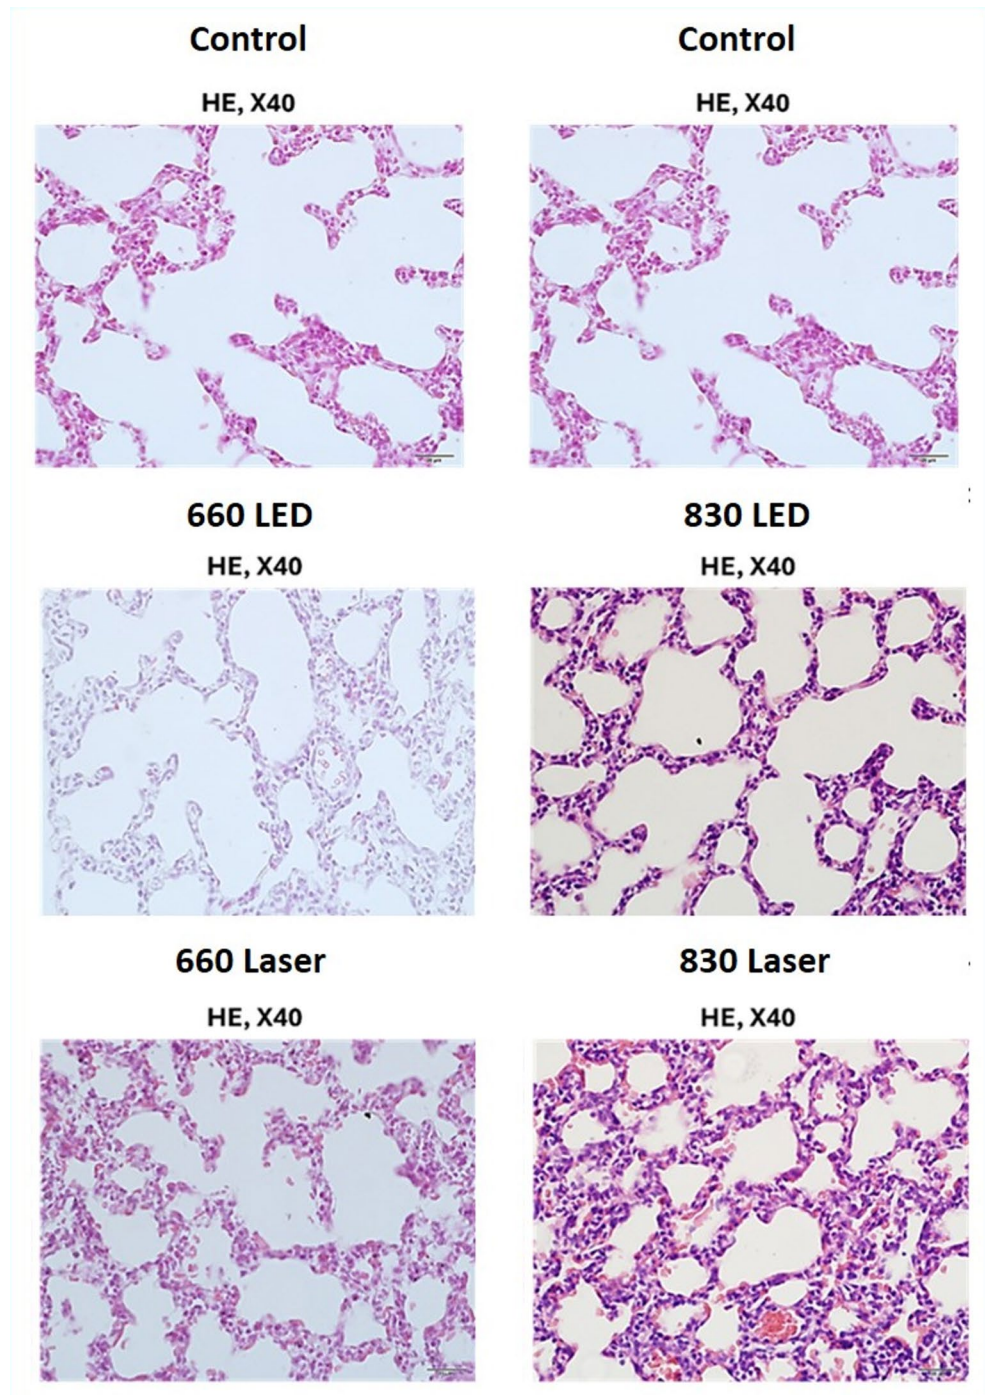 Control Control
HE, X40 HE, X40
660 LED 830 LED
HE, X40 HE, X40
660 Laser 830 Laser
HE, X40 HE, X40